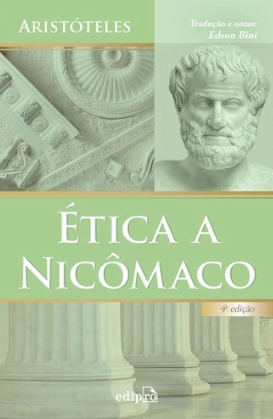 ARISTÓTELES
Tradução e notas:
Edson Bini
ÉTICA A
NICÔMACO
4ª edição
edipro